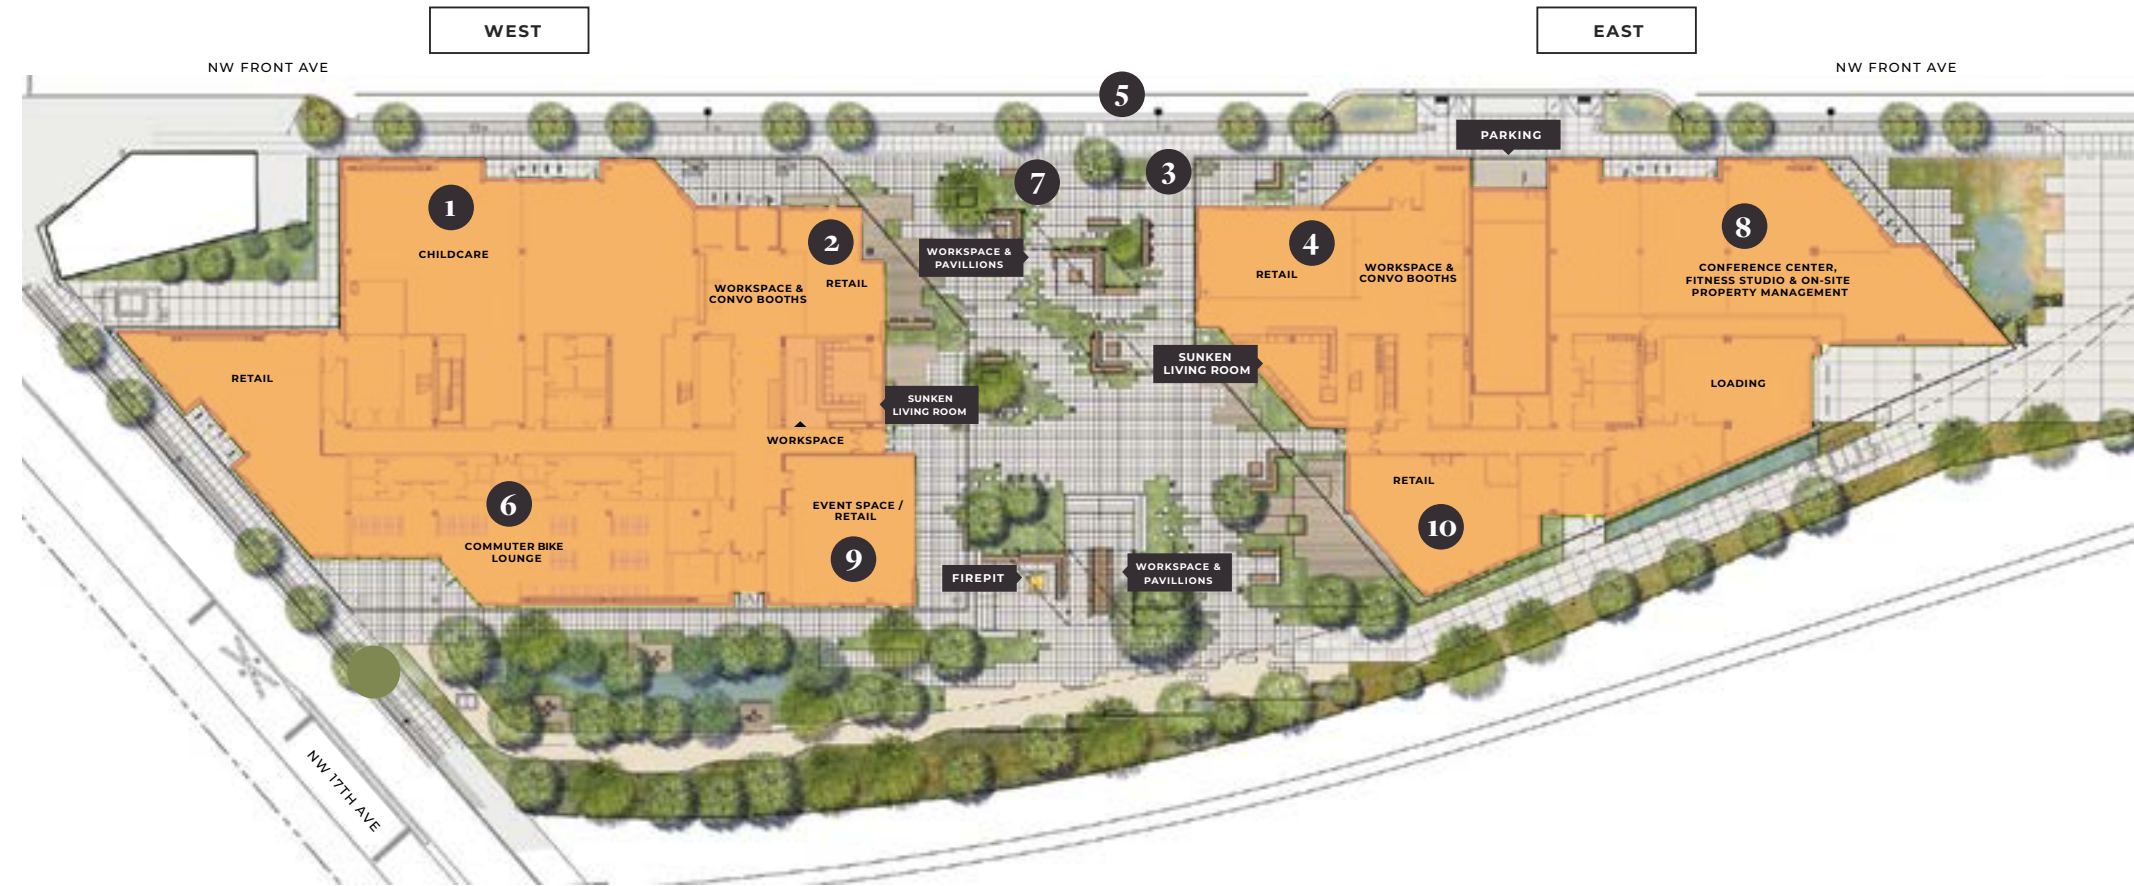 WEST
EAST
NW FRONT AVE
NW FRONT AVE
5
PARKING
3
7
1
CHILDCARE
2
RETAIL
WORKSPACE &
CONVO BOOTHS
WORKSPACE &
PAVILLIONS
4
RETAIL
WORKSPACE &
CONVO BOOTHS
8
CONFERENCE CENTER,
FITNESS STUDIO & ON-SITE
PROPERTY MANAGEMENT
RETAIL
SUNKEN
LIVING ROOM
SUNKEN
LIVING ROOM
LOADING
WORKSPACE
6
COMMUTER BIKE
LOUNGE
EVENT SPACE /
RETAIL
9
RETAIL
10
FIREPIT
WORKSPACE &
PAVILLIONS
NW 17TH AVE